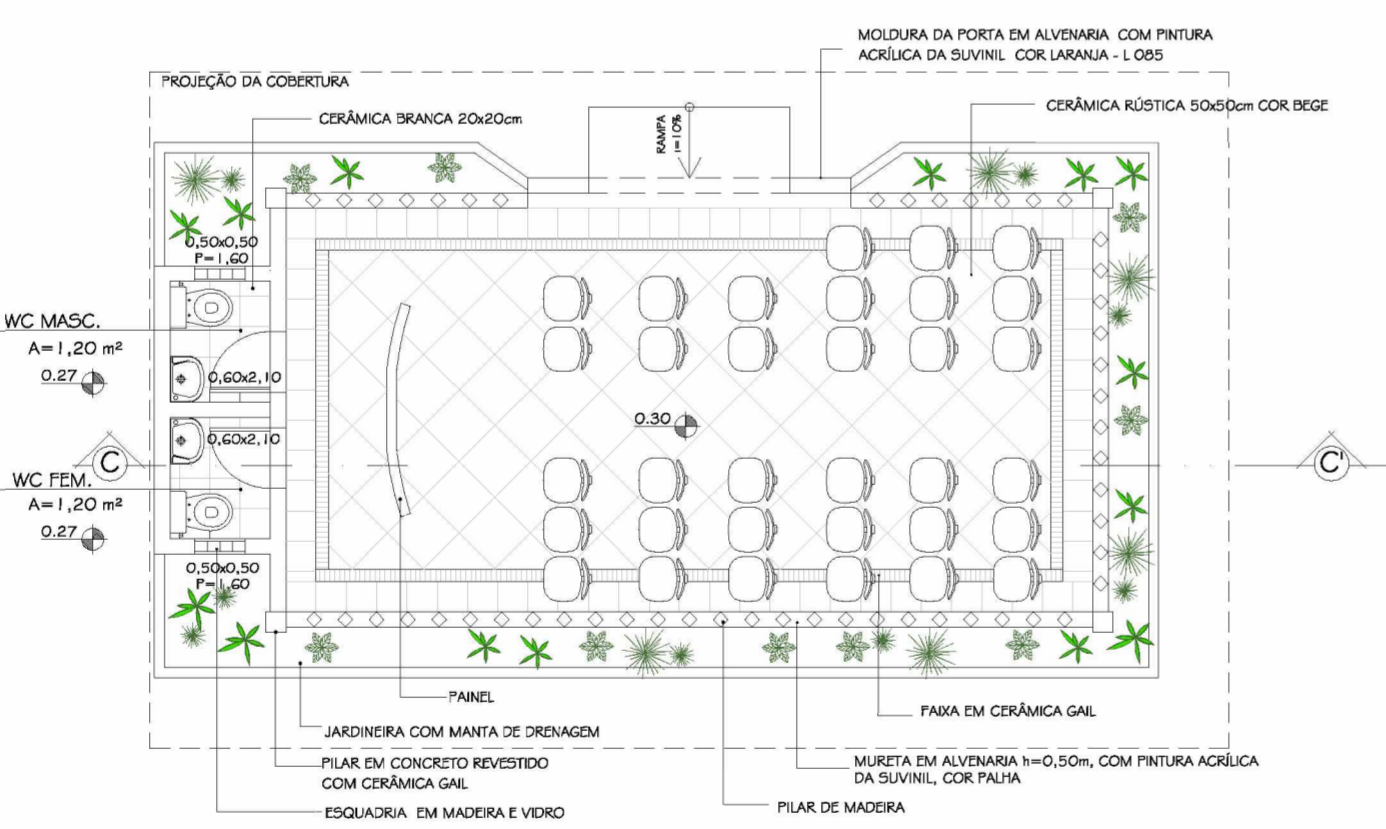 MOLDURA DA PORTA EM ALVENARIA COM PINTURA
ACRÍLICA DA SUVINIL COR LARANJA - L 085
PROJEÇÃO DA COBERTURA
CERÂMICA BRANCA 20x20cm
RAMPA
i=10%
CERÂMICA RÚSTICA 50x50cm COR BEGE
0,50x0,50
P=1,60
WC MASC.
A=1,20 m²
0.27
0,60x2,10
0.30
0,60x2,10
C
C'
WC FEM.
A=1,20 m²
0.27
0,50x0,50
P=1,60
PAINEL
FAIXA EM CERÂMICA GAIL
JARDINEIRA COM MANTA DE DRENAGEM
PILAR EM CONCRETO REVESTIDO
COM CERÂMICA GAIL
MURETA EM ALVENARIA h=0,50m, COM PINTURA ACRÍLICA
DA SUVINIL, COR PALHA
ESQUADRIA EM MADEIRA E VIDRO
PILAR DE MADEIRA